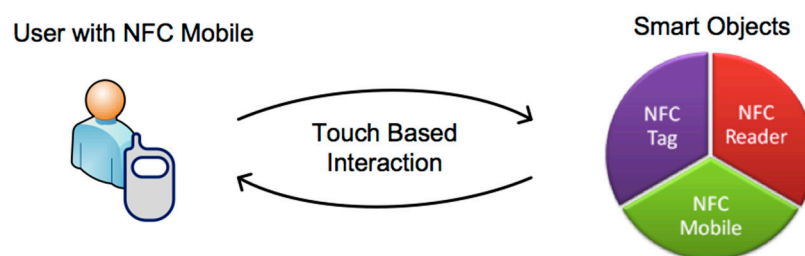 User with NFC Mobile
Smart Objects
Touch Based
Interaction
NFC
Tag
NFC
Reader
NFC
Mobile